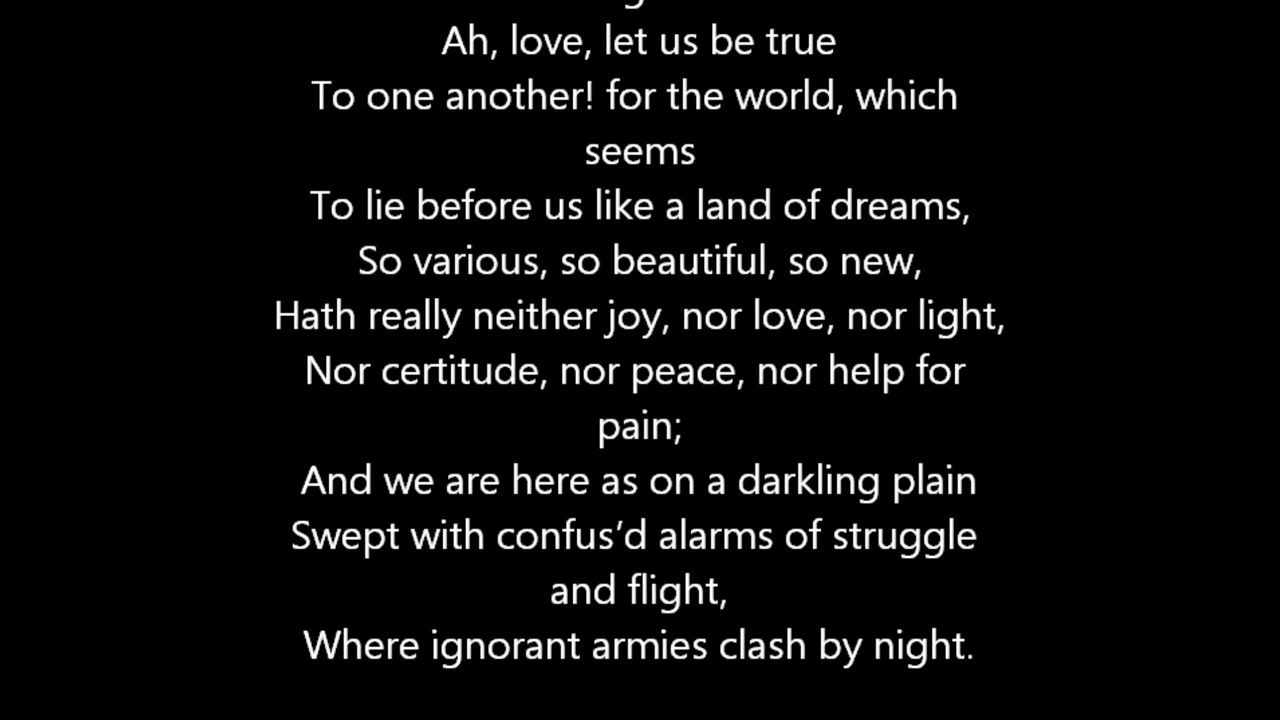 Ah, love, let us be true
To one another! for the world, which
seems
To lie before us like a land of dreams,
So various, so beautiful, so new,
Hath really neither joy, nor love, nor light,
Nor certitude, nor peace, nor help for
pain;
And we are here as on a darkling plain
Swept with confus’d alarms of struggle
and flight,
Where ignorant armies clash by night.